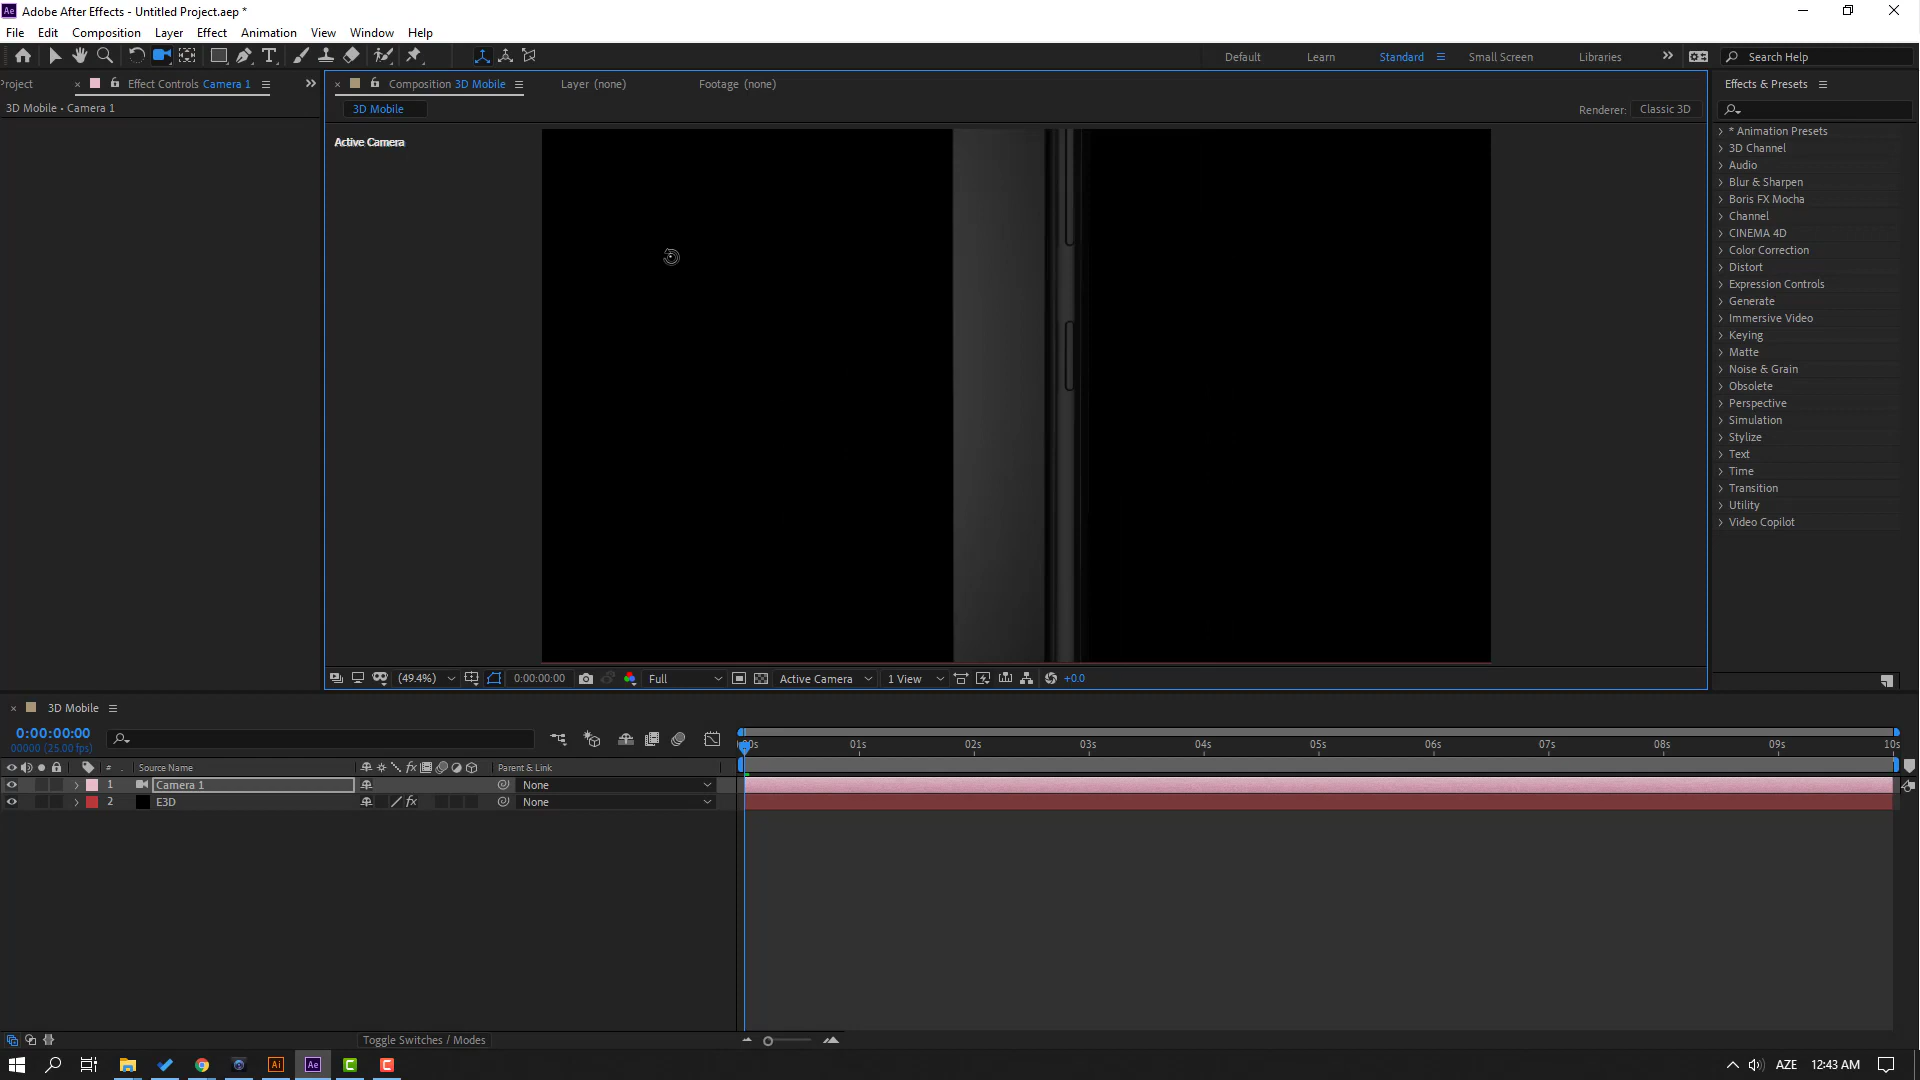 Ae Adobe After Effects - Untitled Project.aep *
File Edit Composition Layer Effect Animation View Window Help
Default Learn Standard Small Screen Libraries Search Help
roject Effect Controls Camera 1
3D Mobile • Camera 1
Composition 3D Mobile Layer (none) Footage (none)
3D Mobile
Renderer: Classic 3D
Active Camera
Effects & Presets
* Animation Presets
3D Channel
Audio
Blur & Sharpen
Boris FX Mocha
Channel
CINEMA 4D
Color Correction
Distort
Expression Controls
Generate
Immersive Video
Keying
Matte
Noise & Grain
Obsolete
Perspective
Simulation
Stylize
Text
Time
Transition
Utility
Video Copilot
(49.4%) 0:00:00:00 Full Active Camera 1 View +0.0
3D Mobile
0:00:00:00
00000 (25.00 fps)
00s 01s 02s 03s 04s 05s 06s 07s 08s 09s 10s
# Source Name fx Parent & Link
1 Camera 1 None
2 E3D fx None
Toggle Switches / Modes
Ai Ae C C AZE 12:43 AM